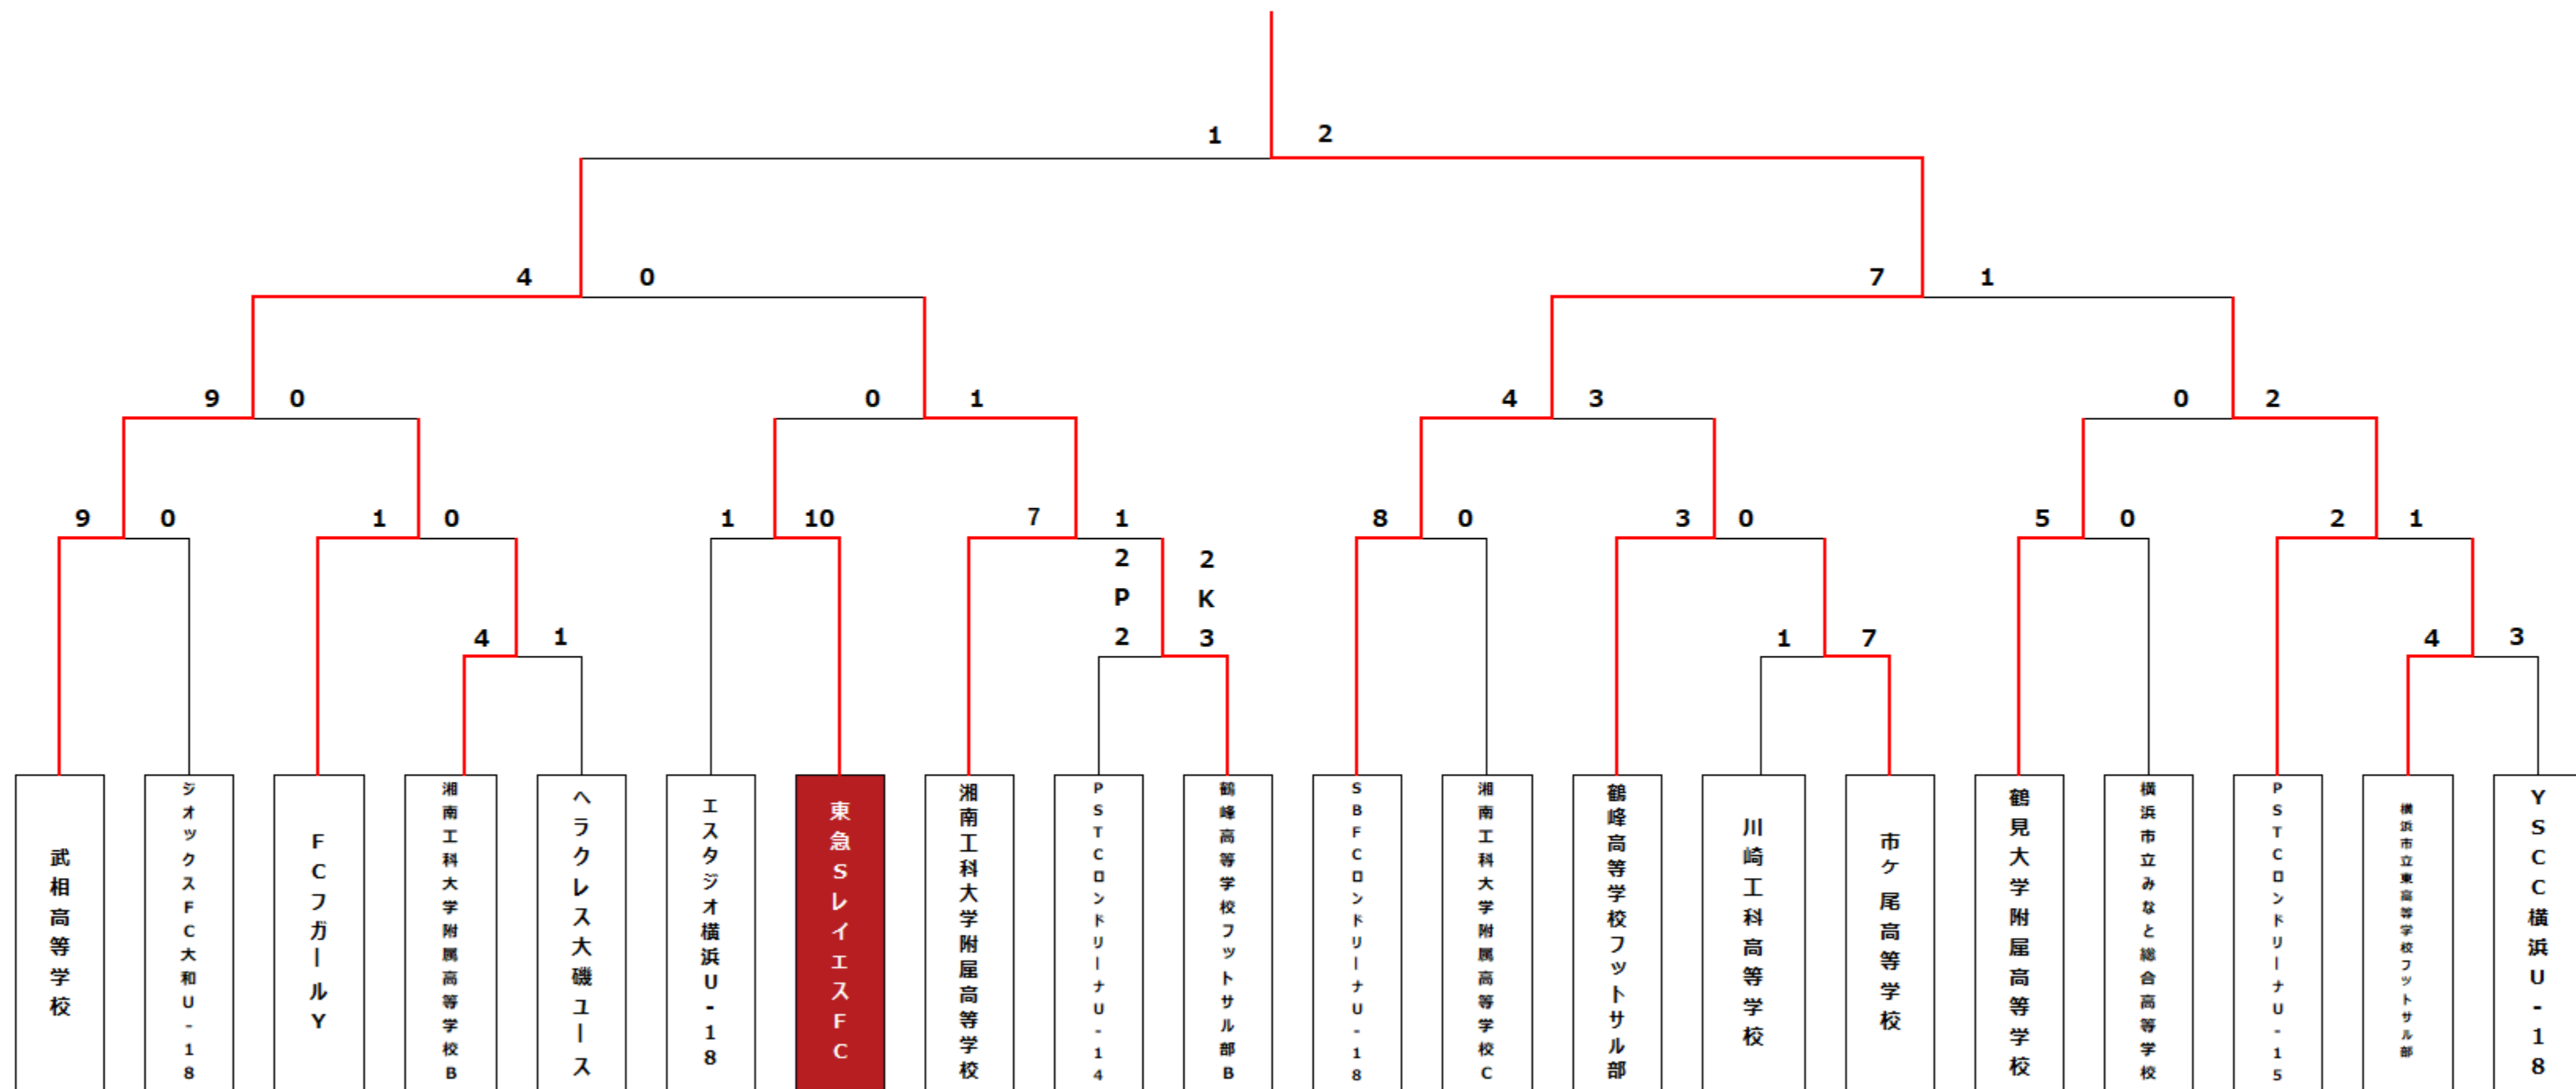 1 2
4 0
7 1
9 0
0 1
4 3
0 2
9 0
1 0
1 10
7 1
8 0
3 0
5 0
2 1
4 1
2 2
P K
2 3
1 7
4 3
武相高等学校
ジオックスFC大和U-18
FCフガールY
湘南工科大学附属高等学校B
ヘラクレス大磯ユース
エスタジオ横浜U-18
東急SレイエスFC
湘南工科大学附属高等学校
PSTCロンドリーナU-14
鶴峰高等学校フットサル部B
SBFCロンドリーナU-18
湘南工科大学附属高等学校C
鶴峰高等学校フットサル部
川崎工科高等学校
市ケ尾高等学校
鶴見大学附属高等学校
横浜市立みなと総合高等学校
PSTCロンドリーナU-15
横浜市立東高等学校フットサル部
YSCC横浜U-18